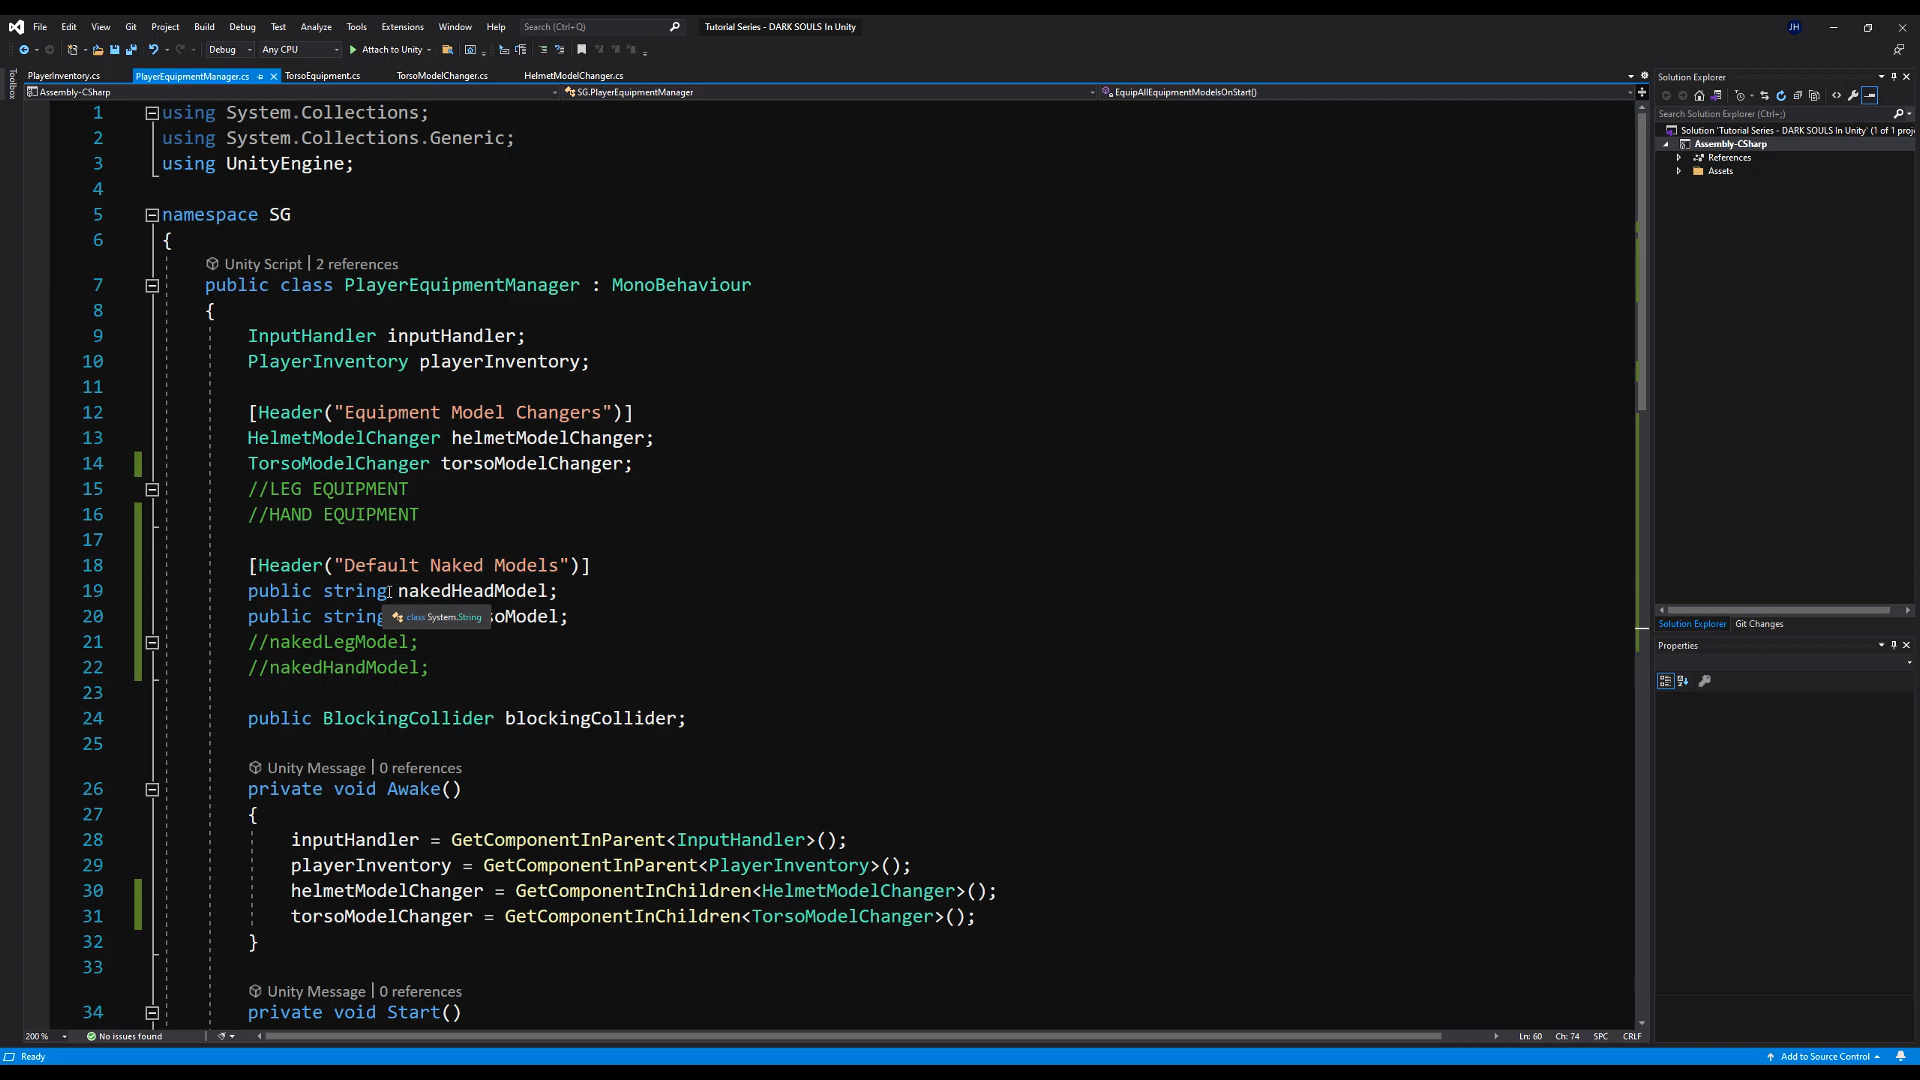 File Edit View Git Project Build Debug Test Analyze Tools Extensions Window Help Search (Ctrl+Q) Tutorial Series - DARK SOULS In Unity JH
Debug Any CPU Attach to Unity
Toolbox
PlayerInventory.cs PlayerEquipmentManager.cs TorsoEquipment.cs TorsoModelChanger.cs HelmetModelChanger.cs
Assembly-CSharp SG.PlayerEquipmentManager EquipAllEquipmentModelsOnStart()
1 using System.Collections;
2 using System.Collections.Generic;
3 using UnityEngine;
4
5 namespace SG
6 {
Unity Script | 2 references
7 public class PlayerEquipmentManager : MonoBehaviour
8 {
9 InputHandler inputHandler;
10 PlayerInventory playerInventory;
11
12 [Header("Equipment Model Changers")]
13 HelmetModelChanger helmetModelChanger;
14 TorsoModelChanger torsoModelChanger;
15 //LEG EQUIPMENT
16 //HAND EQUIPMENT
17
18 [Header("Default Naked Models")]
19 public string nakedHeadModel;
20 public string soModel;
class System.String
21 //nakedLegModel;
22 //nakedHandModel;
23
24 public BlockingCollider blockingCollider;
25
Unity Message | 0 references
26 private void Awake()
27 {
28 inputHandler = GetComponentInParent<InputHandler>();
29 playerInventory = GetComponentInParent<PlayerInventory>();
30 helmetModelChanger = GetComponentInChildren<HelmetModelChanger>();
31 torsoModelChanger = GetComponentInChildren<TorsoModelChanger>();
32 }
33
Unity Message | 0 references
34 private void Start()
200 % No issues found Ln: 60 Ch: 74 SPC CRLF
Ready Add to Source Control
Solution Explorer
Search Solution Explorer (Ctrl+;)
Solution 'Tutorial Series - DARK SOULS In Unity' (1 of 1 proj
Assembly-CSharp
References
Assets
Solution Explorer Git Changes
Properties